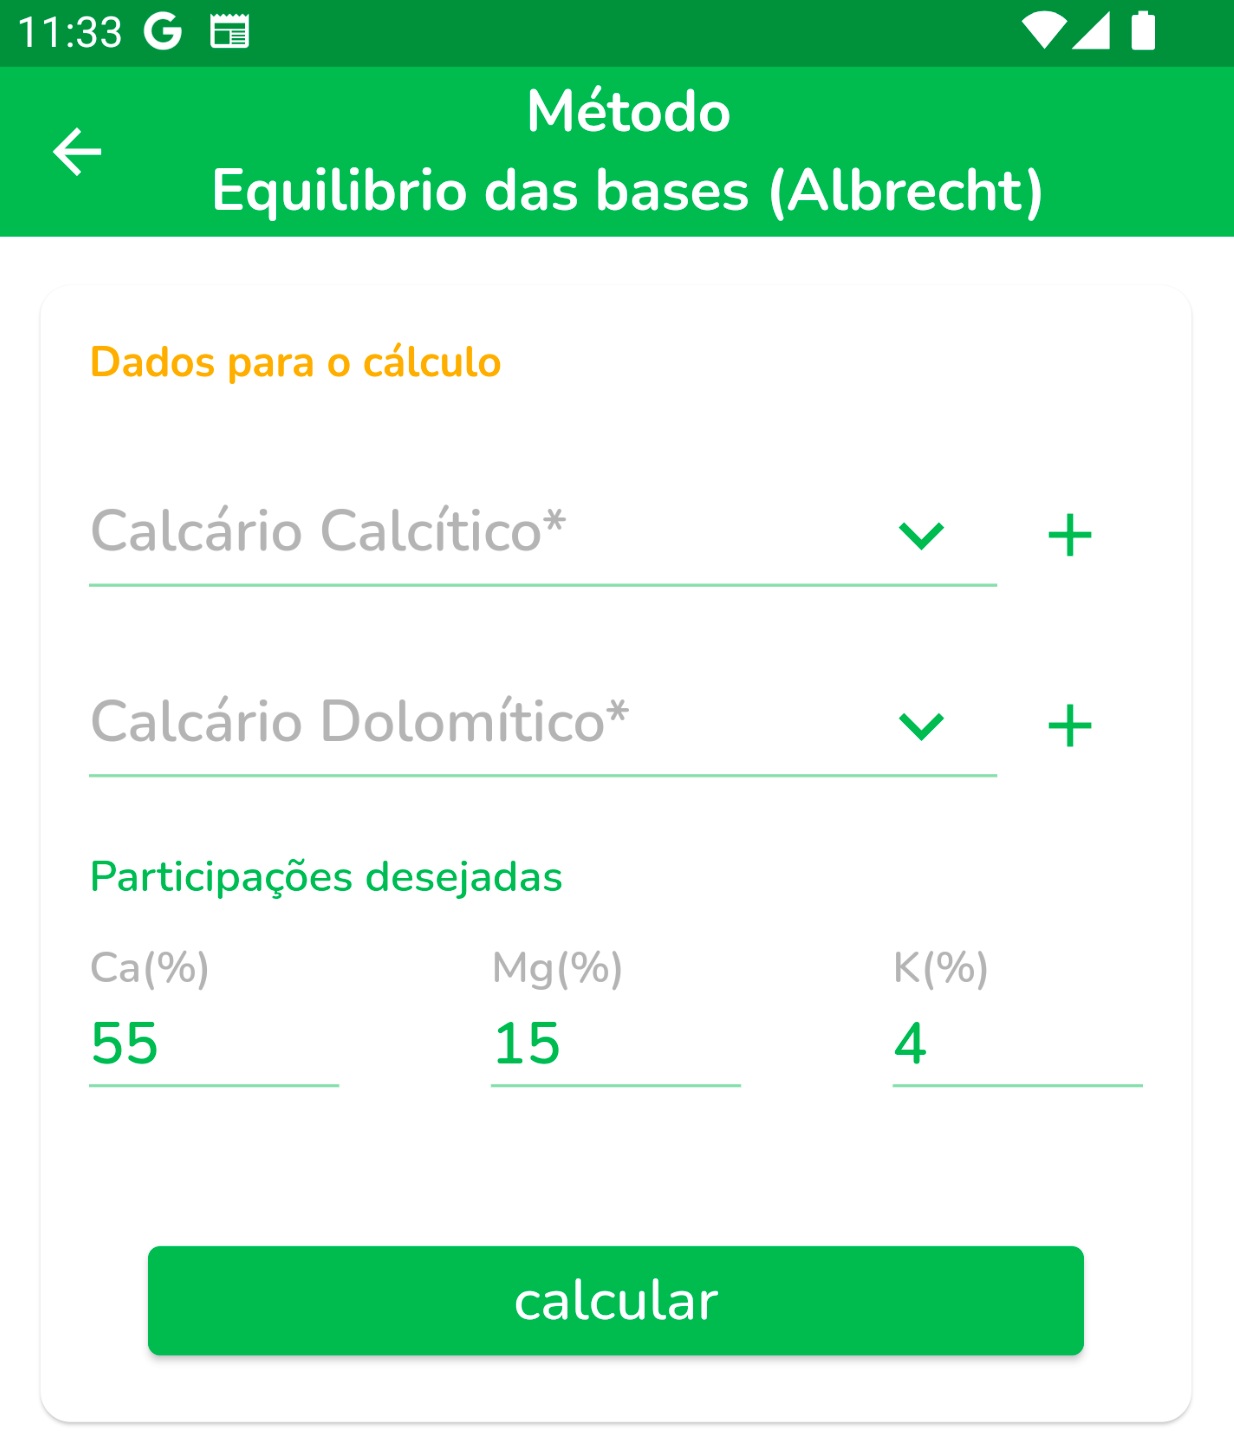 11:33
Método
Equilibrio das bases (Albrecht)
Dados para o cálculo
Calcário Calcítico*
Calcário Dolomítico*
Participações desejadas
Ca(%) Mg(%) K(%)
55 15 4
calcular